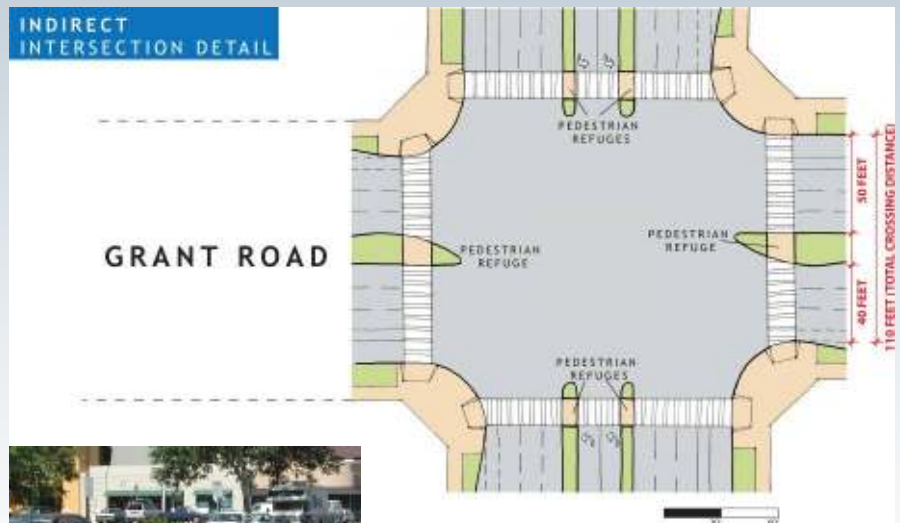 INDIRECT
INTERSECTION DETAIL
PEDESTRIAN
REFUGES
GRANT ROAD
PEDESTRIAN
REFUGE
PEDESTRIAN
REFUGE
50 FEET
40 FEET
110 FEET (TOTAL CROSSING DISTANCE)
PEDESTRIAN
REFUGES